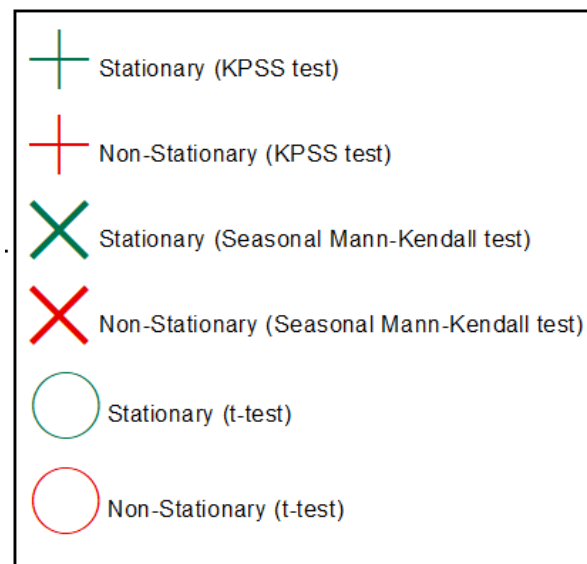 Stationary (KPSS test)
Non-Stationary (KPSS test)
Stationary (Seasonal Mann-Kendall test)
Non-Stationary (Seasonal Mann-Kendall test)
Stationary (t-test)
Non-Stationary (t-test)